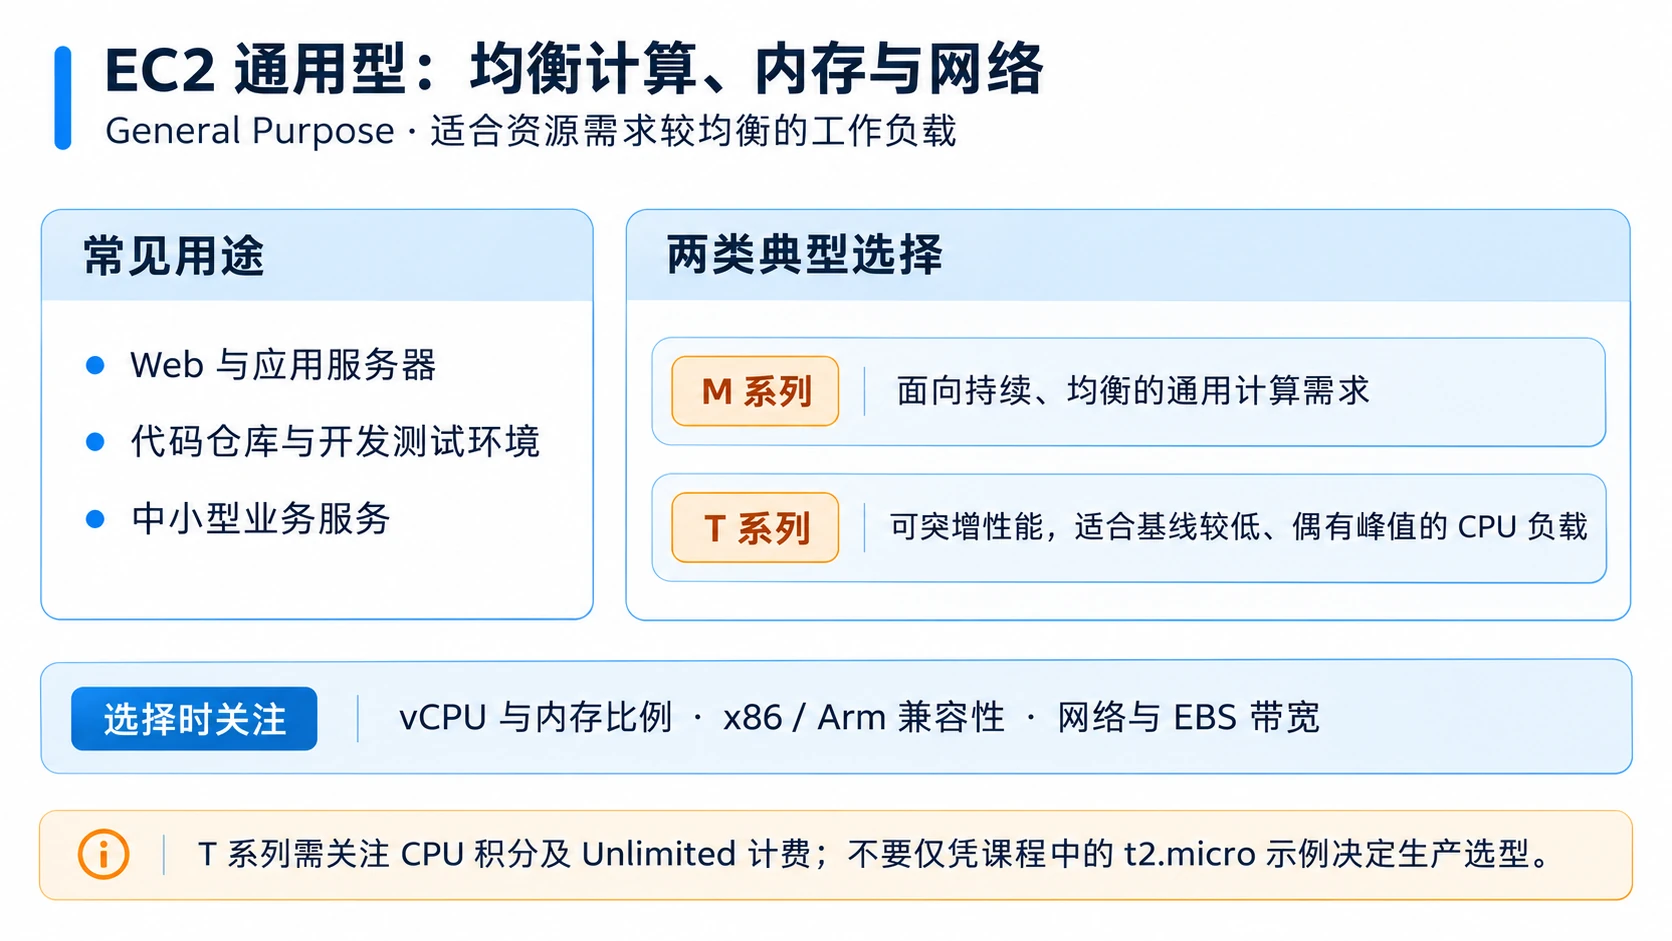 EC2 通用型：均衡计算、内存与网络
General Purpose · 适合资源需求较均衡的工作负载
常见用途
Web 与应用服务器
代码仓库与开发测试环境
中小型业务服务
两类典型选择
M 系列
面向持续、均衡的通用计算需求
T 系列
可突增性能，适合基线较低、偶有峰值的 CPU 负载
选择时关注
vCPU 与内存比例 · x86 / Arm 兼容性 · 网络与 EBS 带宽
T 系列需关注 CPU 积分及 Unlimited 计费；不要仅凭课程中的 t2.micro 示例决定生产选型。